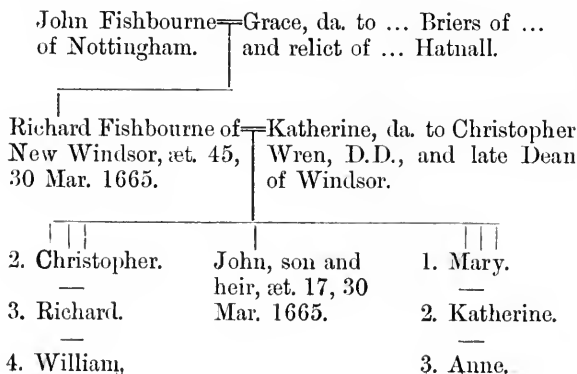 John Fishbourne Grace, da. to ... Briers of ...
of Nottingham. and relict of ... Hatnall.
Richard Fishbourne of Katherine, da. to Christopher
New Windsor, æt. 45, Wren, D.D., and late Dean
30 Mar. 1665. of Windsor.
2. Christopher. John, son and 1. Mary.
heir, æt. 17, 30
3. Richard. Mar. 1665. 2. Katherine.
4. William, 3. Anne.